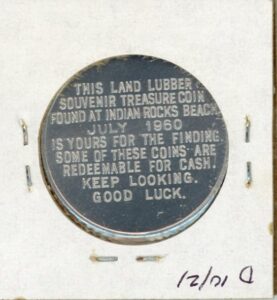 THIS LAND LUBBER
SOUVENIR TREASURE COIN
FOUND AT INDIAN ROCKS BEACH
JULY 1960
IS YOURS FOR THE FINDING.
SOME OF THESE COINS ARE
REDEEMABLE FOR CASH.
KEEP LOOKING.
GOOD LUCK.